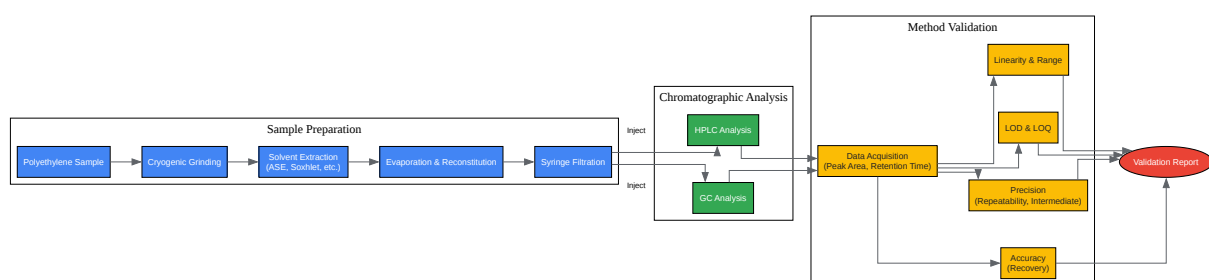 Sample Preparation
Polyethylene Sample
Cryogenic Grinding
Solvent Extraction
(ASE, Soxhlet, etc.)
Evaporation & Reconstitution
Syringe Filtration
Inject
Inject
Chromatographic Analysis
HPLC Analysis
GC Analysis
Method Validation
Data Acquisition
(Peak Area, Retention Time)
Linearity & Range
LOD & LOQ
Precision
(Repeatability, Intermediate)
Accuracy
(Recovery)
Validation Report